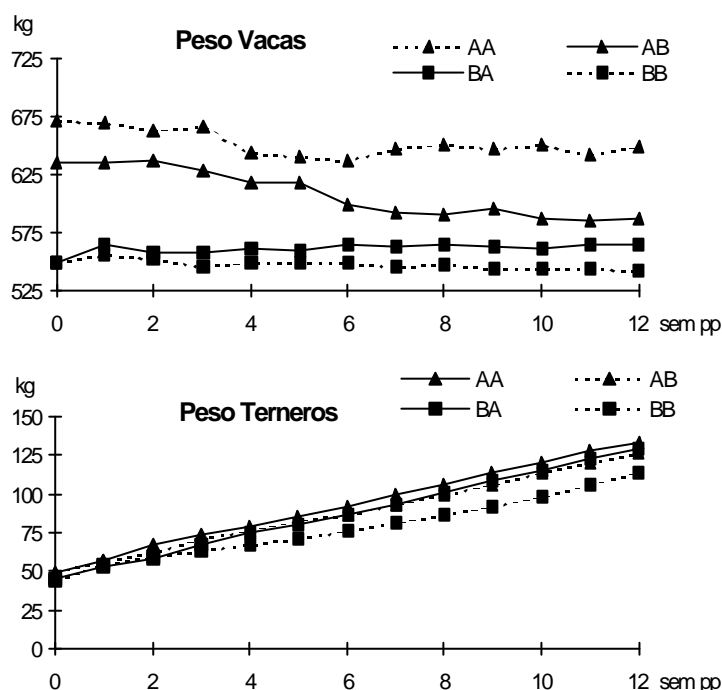 kg
Peso Vacas
AA AB
BA BB
725
675
625
575
525
0 2 4 6 8 10 12 sem pp
kg
Peso Terneros
AA AB
BA BB
150
125
100
75
50
25
0
0 2 4 6 8 10 12 sem pp